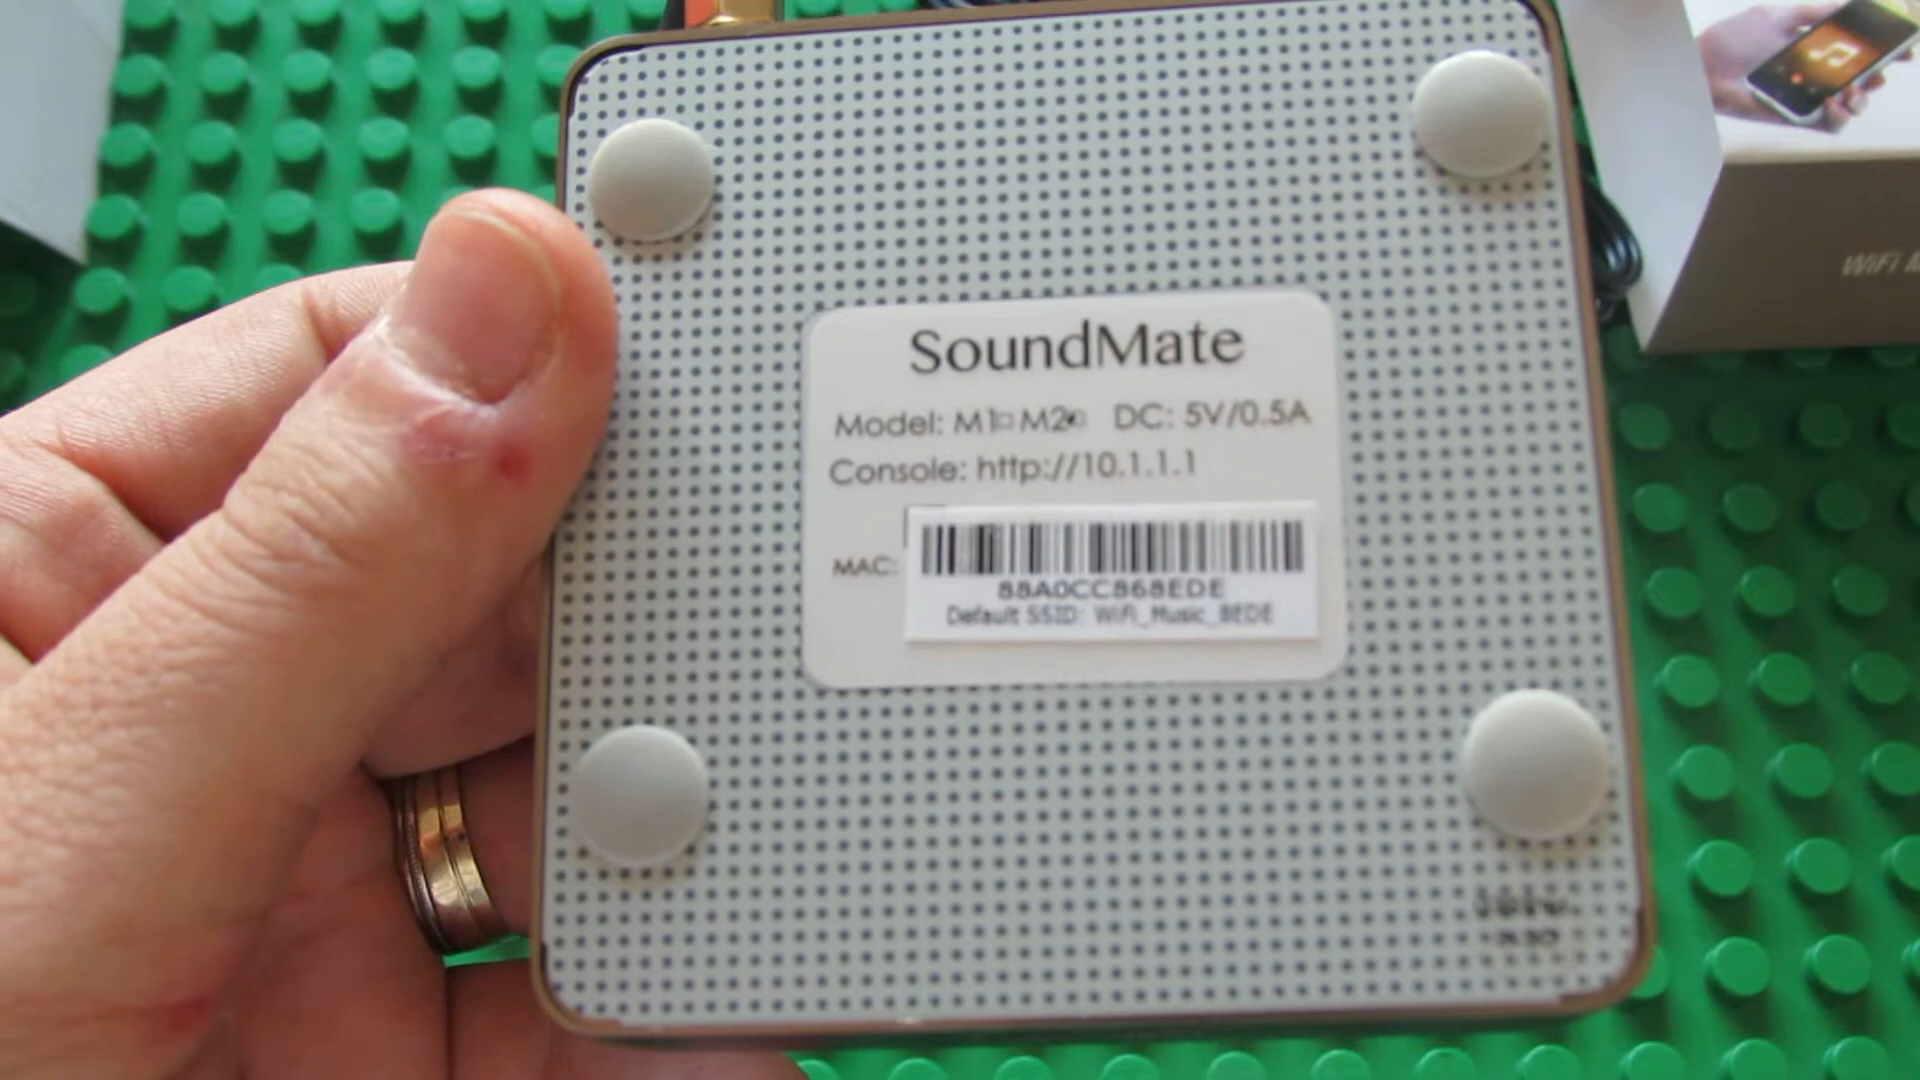 SoundMate
Model: M1□ M2☑ DC: 5V/0.5A
Console: http://10.1.1.1
MAC:
88A0CC868EDE
Default SSID: WiFi_Music_8EDE
WiFi